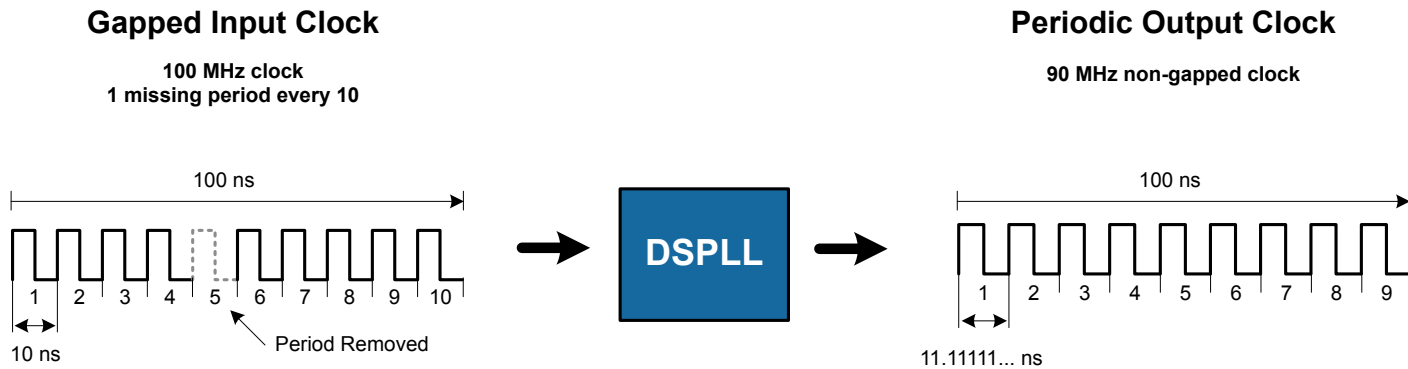 Gapped Input Clock
100 MHz clock
1 missing period every 10
100 ns
1 2 3 4 5 6 7 8 9 10
10 ns
Period Removed
DSPLL
Periodic Output Clock
90 MHz non-gapped clock
100 ns
1 2 3 4 5 6 7 8 9
11.11111... ns